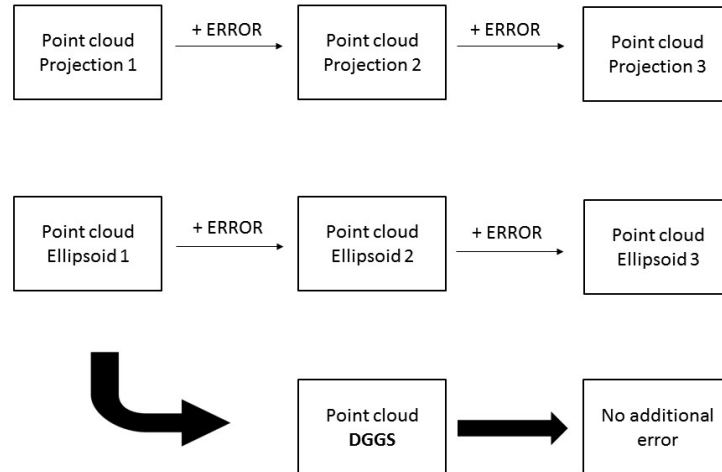 + ERROR
+ ERROR
Point cloud
Projection 1
Point cloud
Projection 2
Point cloud
Projection 3
+ ERROR
+ ERROR
Point cloud
Ellipsoid 1
Point cloud
Ellipsoid 2
Point cloud
Ellipsoid 3
Point cloud
DGGS
No additional
error